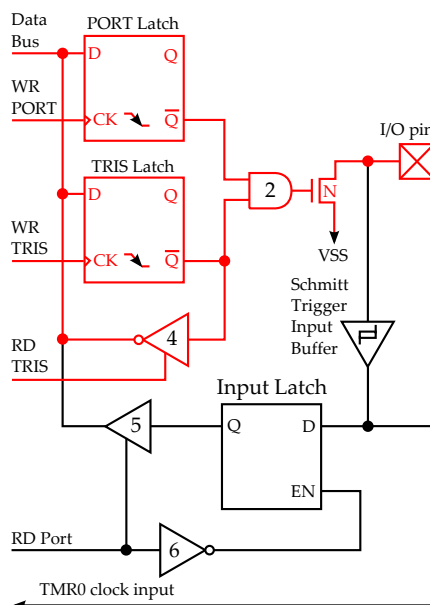 Data
Bus
PORT Latch
D
Q
WR
PORT
CK
Q
I/O pin
TRIS Latch
D
Q
2
N
WR
TRIS
CK
Q
VSS
Schmitt
Trigger
Input
Buffer
RD
TRIS
4
Input Latch
5
Q
D
EN
RD Port
6
TMR0 clock input